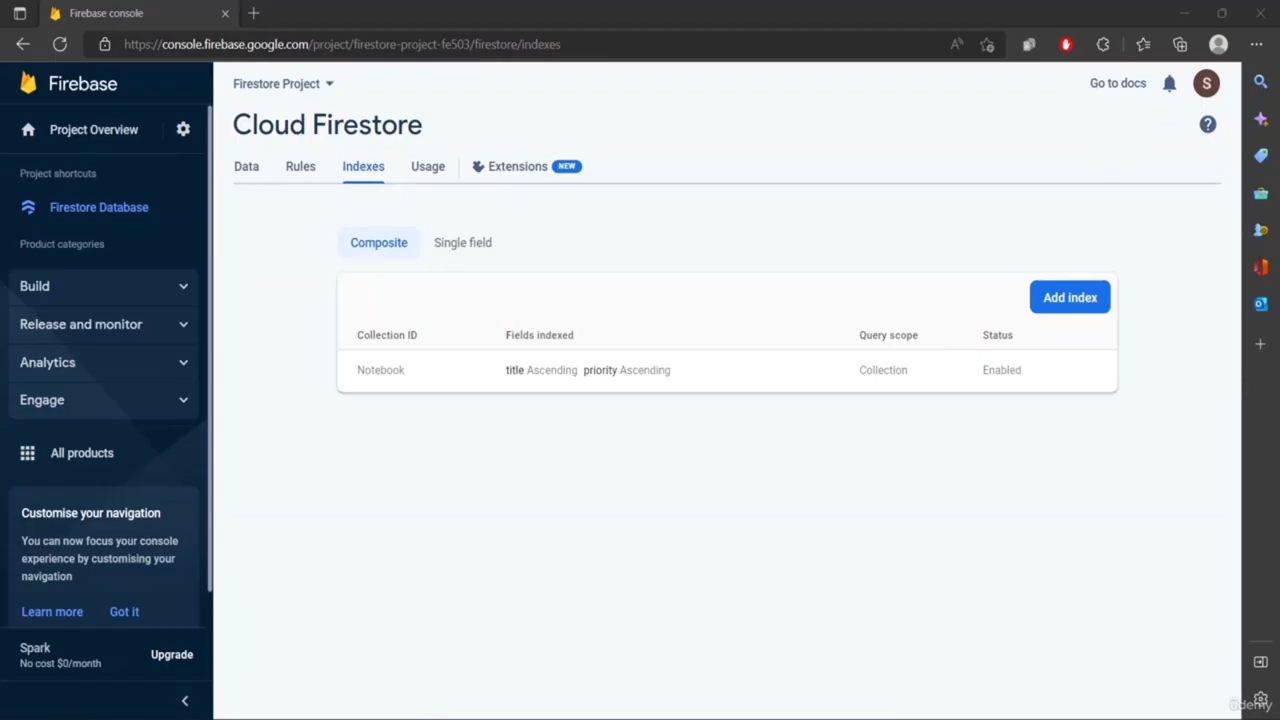 Firebase console
https://console.firebase.google.com/project/firestore-project-fe503/firestore/indexes
Firebase
Firestore Project
Go to docs
S
Project Overview
Cloud Firestore
Data Rules Indexes Usage Extensions NEW
Project shortcuts
Firestore Database
Product categories
Composite Single field
Build
Add index
Release and monitor
Collection ID Fields indexed Query scope Status
Analytics
Notebook title Ascending priority Ascending Collection Enabled
Engage
All products
Customise your navigation
You can now focus your console
experience by customising your
navigation
Learn more Got it
Spark
No cost $0/month
Upgrade
ûdemy